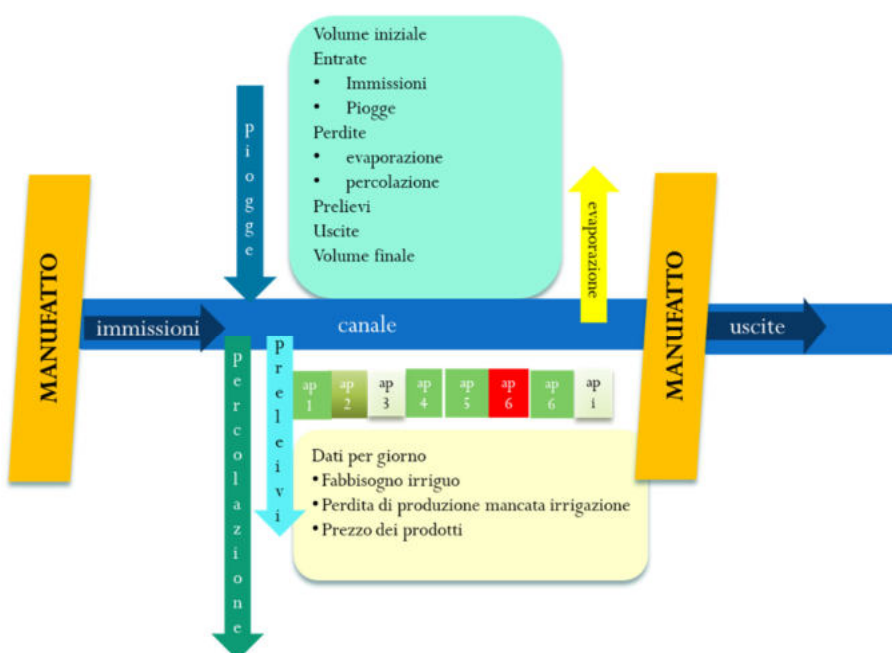 Volume iniziale
Entrate
• Immissioni
• Piogge
Perdite
• evaporazione
• percolazione
Prelievi
Uscite
Volume finale
piogge
evaporazione
MANUFATTO
immissioni
canale
MANUFATTO
uscite
percolazione
preleivi
ap 1
ap 2
ap 3
ap 4
ap 5
ap 6
ap 6
ap i
Dati per giorno
•Fabbisogno irriguo
•Perdita di produzione mancata irrigazione
•Prezzo dei prodotti